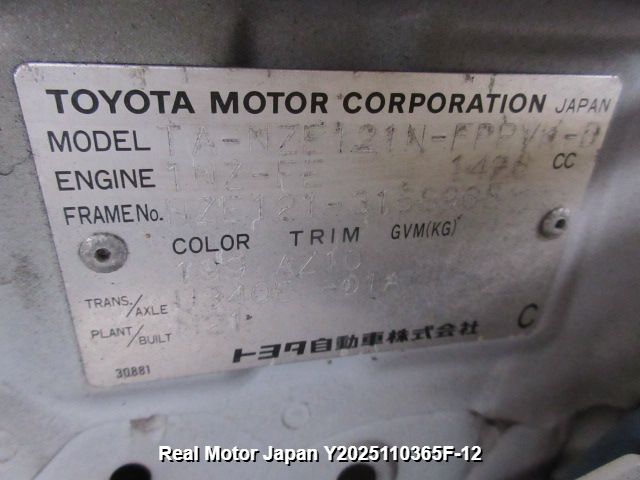 TOYOTA MOTOR CORPORATION JAPAN
MODEL TA-NZE121N-
ENGINE 1NZ-FE 1496 CC
FRAME No.
COLOR TRIM GVM(KG)
AZ10
TRANS./AXLE
PLANT/BUILT
トヨタ自動車株式会社 C
30881
Real Motor Japan Y2025110365F-12